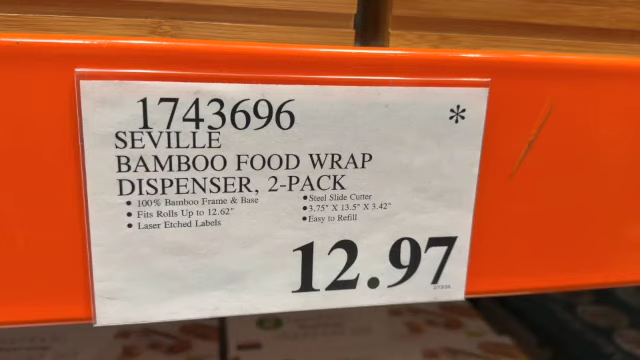 1743696 *
SEVILLE
BAMBOO FOOD WRAP
DISPENSER, 2-PACK
• 100% Bamboo Frame & Base
• Fits Rolls Up to 12.62"
• Laser Etched Labels
• Steel Slide Cutter
• 3.75" X 13.5" X 3.42"
• Easy to Refill
12.97